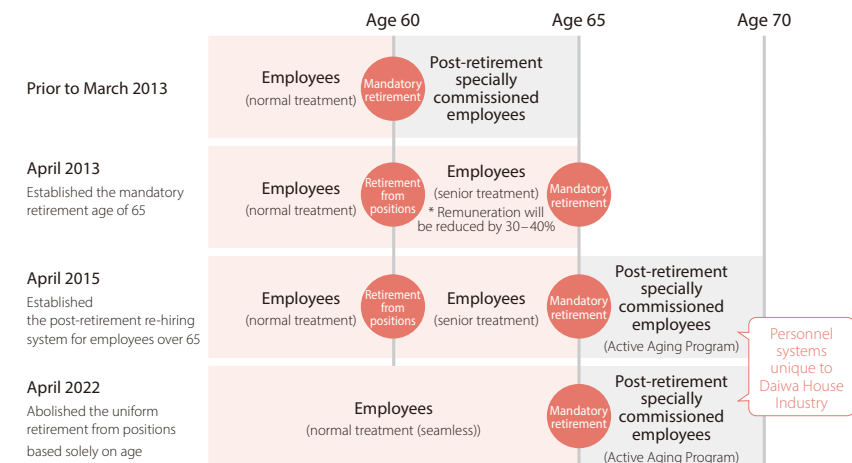 Age 60
Age 65
Age 70
Prior to March 2013
Employees
(normal treatment)
Mandatory
retirement
Post-retirement
specially
commissioned
employees
April 2013
Established the mandatory
retirement age of 65
Employees
(normal treatment)
Retirement
from
positions
Employees
(senior treatment)
* Remuneration will
be reduced by 30–40%
Mandatory
retirement
April 2015
Established
the post-retirement re-hiring
system for employees over 65
Employees
(normal treatment)
Retirement
from
positions
Employees
(senior treatment)
Mandatory
retirement
Post-retirement
specially
commissioned
employees
(Active Aging Program)
Personnel
systems
unique to
Daiwa House
Industry
April 2022
Abolished the uniform
retirement from positions
based solely on age
Employees
(normal treatment (seamless))
Mandatory
retirement
Post-retirement
specially
commissioned
employees
(Active Aging Program)